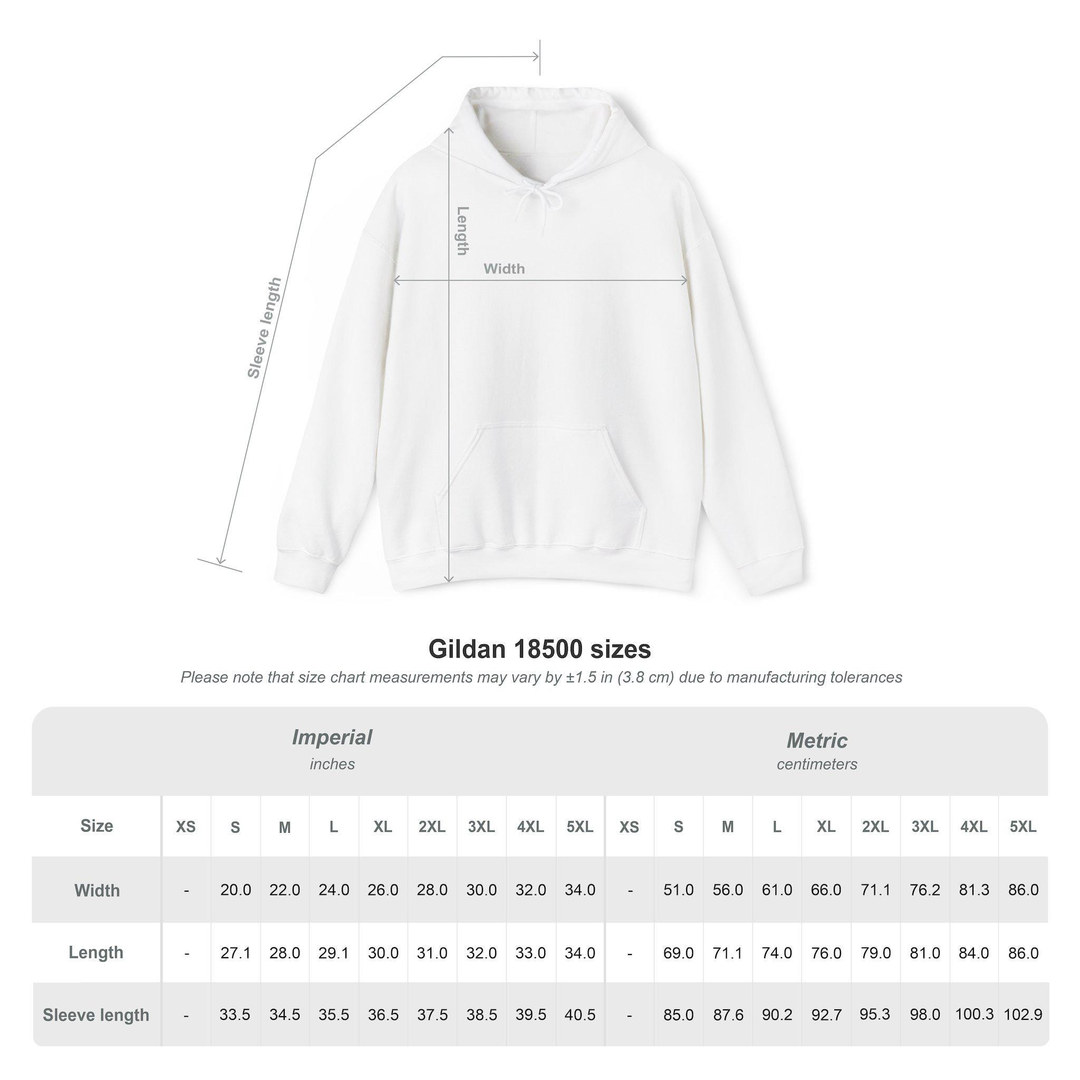 Length
Width
Sleeve length
Gildan 18500 sizes
Please note that size chart measurements may vary by ±1.5 in (3.8 cm) due to manufacturing tolerances
Imperial Metric
inches centimeters
Size XS S M L XL 2XL 3XL 4XL 5XL XS S M L XL 2XL 3XL 4XL 5XL
Width - 20.0 22.0 24.0 26.0 28.0 30.0 32.0 34.0 - 51.0 56.0 61.0 66.0 71.1 76.2 81.3 86.0
Length - 27.1 28.0 29.1 30.0 31.0 32.0 33.0 34.0 - 69.0 71.1 74.0 76.0 79.0 81.0 84.0 86.0
Sleeve length - 33.5 34.5 35.5 36.5 37.5 38.5 39.5 40.5 - 85.0 87.6 90.2 92.7 95.3 98.0 100.3 102.9